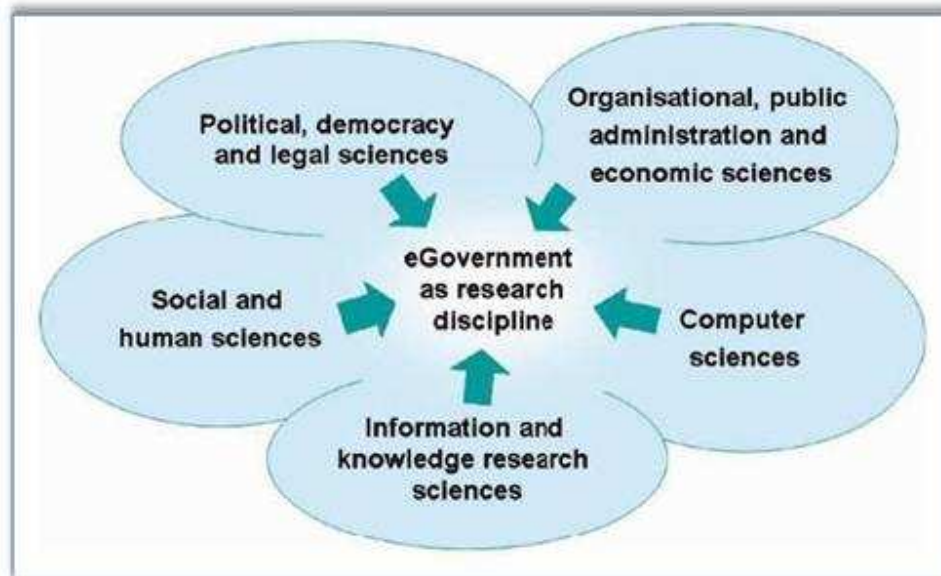 Political, democracy
and legal sciences
Organisational, public
administration and
economic sciences
eGovernment
as research
discipline
Social and
human sciences
Computer
sciences
Information and
knowledge research
sciences